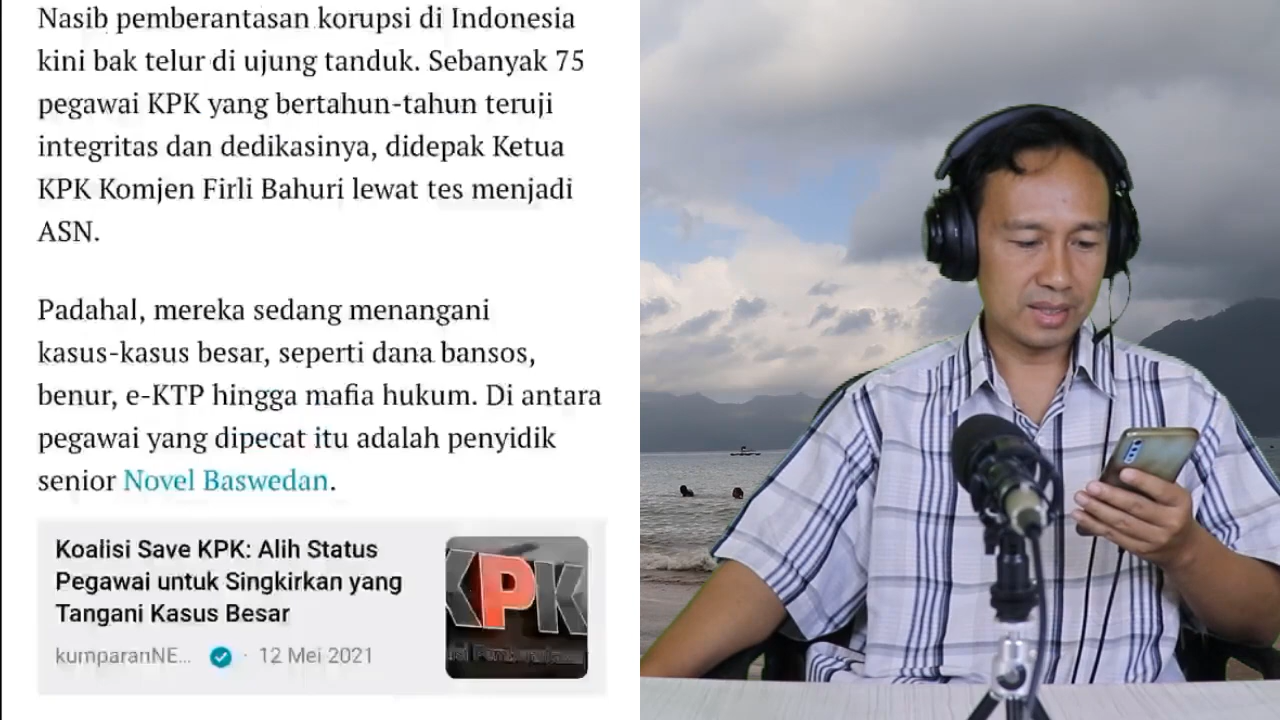 Nasib pemberantasan korupsi di Indonesia
kini bak telur di ujung tanduk. Sebanyak 75
pegawai KPK yang bertahun-tahun teruji
integritas dan dedikasinya, didepak Ketua
KPK Komjen Firli Bahuri lewat tes menjadi
ASN.
Padahal, mereka sedang menangani
kasus-kasus besar, seperti dana bansos,
benur, e-KTP hingga mafia hukum. Di antara
pegawai yang dipecat itu adalah penyidik
senior Novel Baswedan.
Koalisi Save KPK: Alih Status
Pegawai untuk Singkirkan yang
Tangani Kasus Besar
kumparanNE... · 12 Mei 2021
KPK